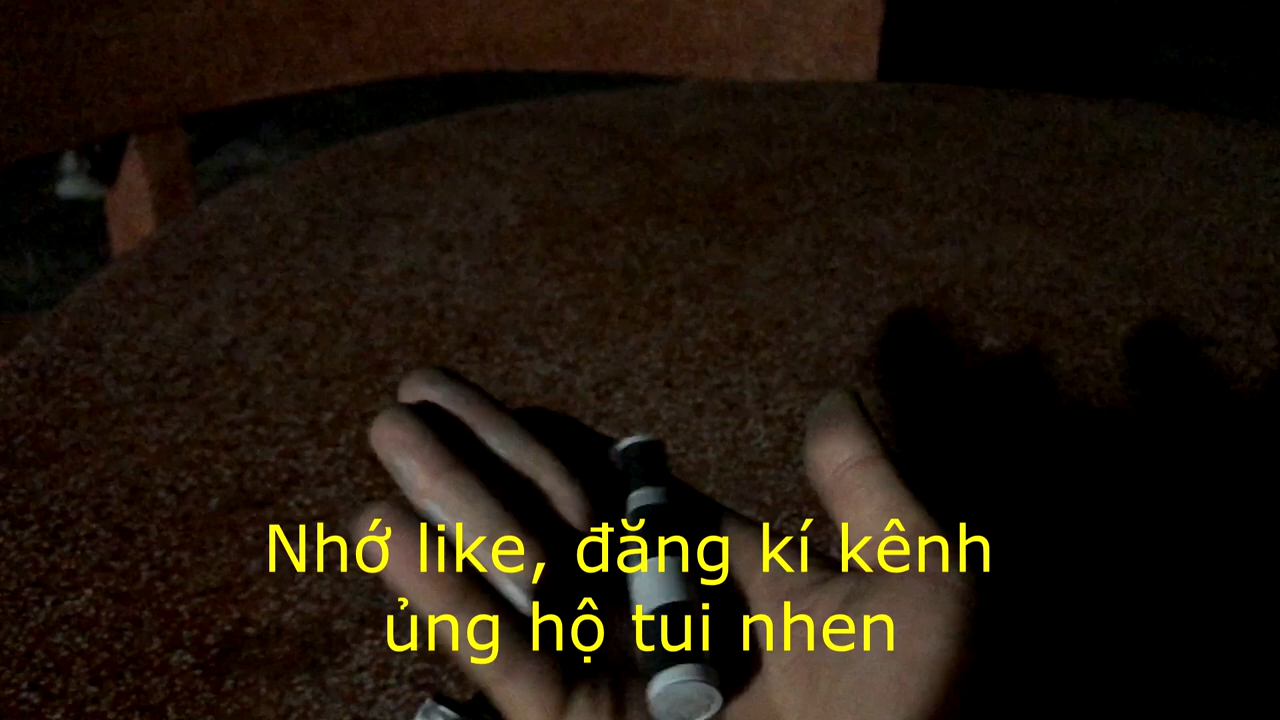 Nhớ like, đăng kí kênh
ủng hộ tui nhen